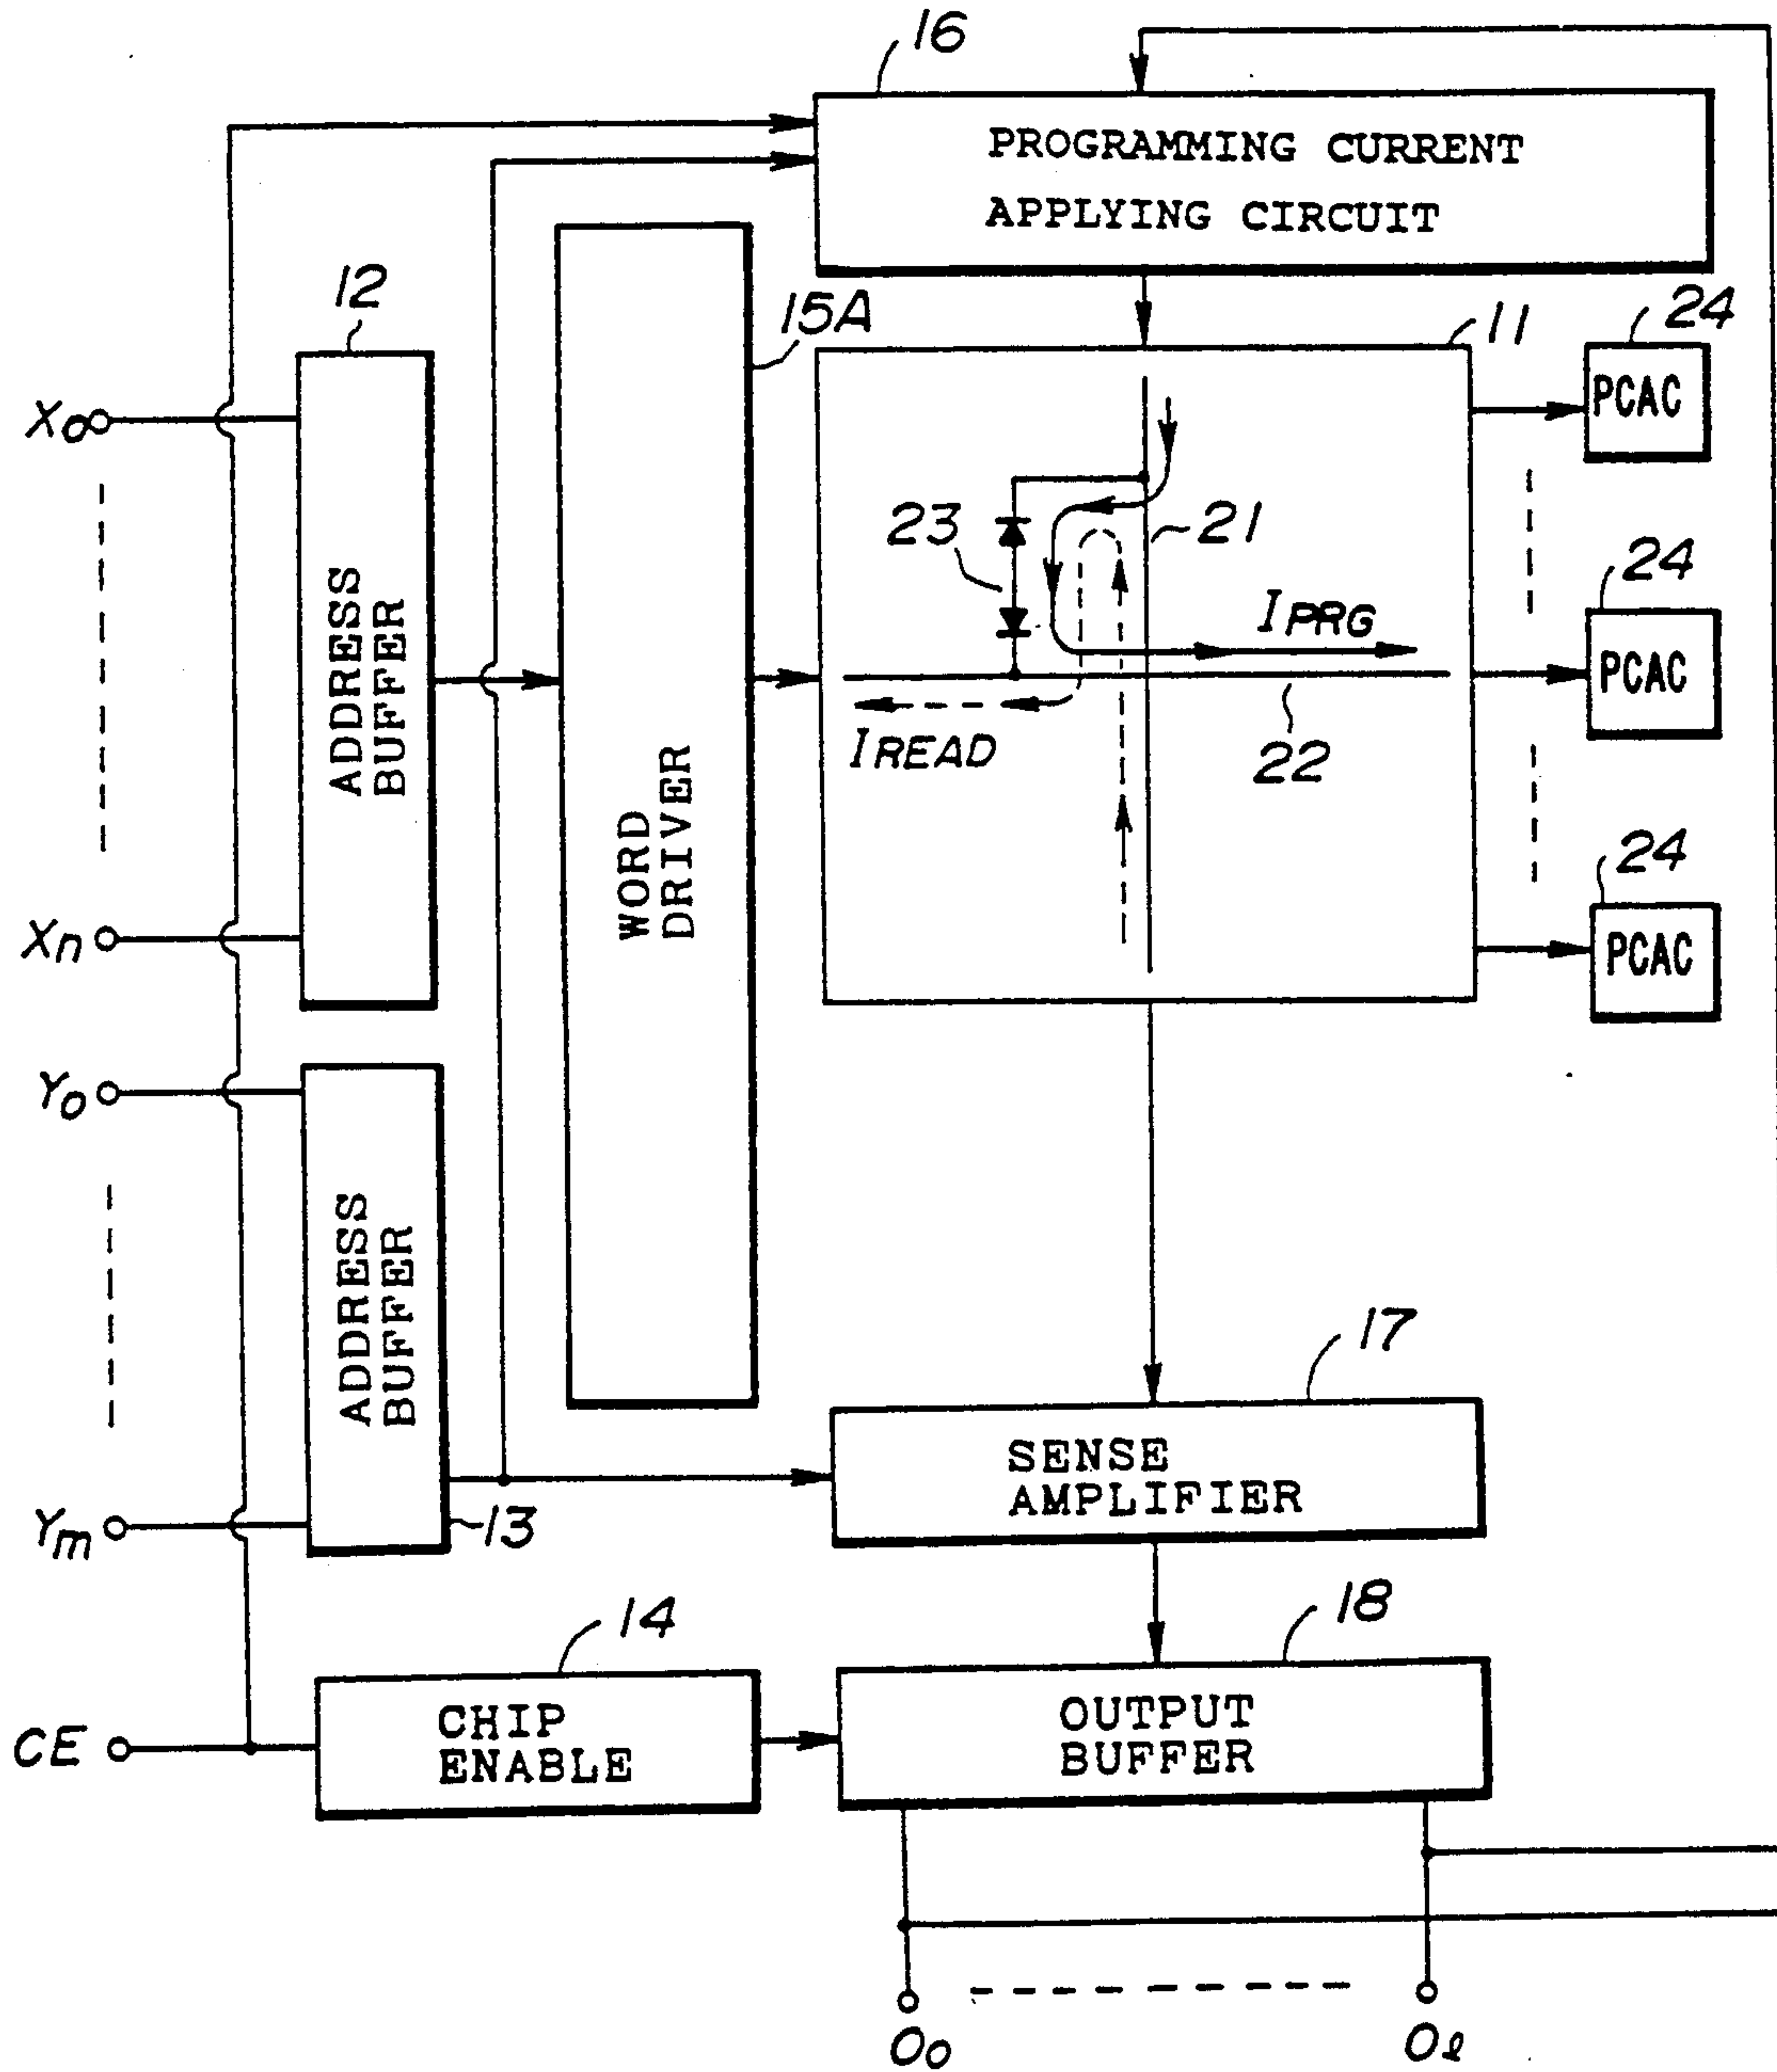 16
PROGRAMMING CURRENT
APPLYING CIRCUIT
12
15A
11
24
PCAC
X0
ADDRESS
BUFFER
23
21
24
IPRG
PCAC
WORD
DRIVER
IREAD
22
24
Xn
PCAC
Y0
ADDRESS
BUFFER
17
SENSE
AMPLIFIER
Ym
13
14
18
CE
CHIP
ENABLE
OUTPUT
BUFFER
O0
Oℓ